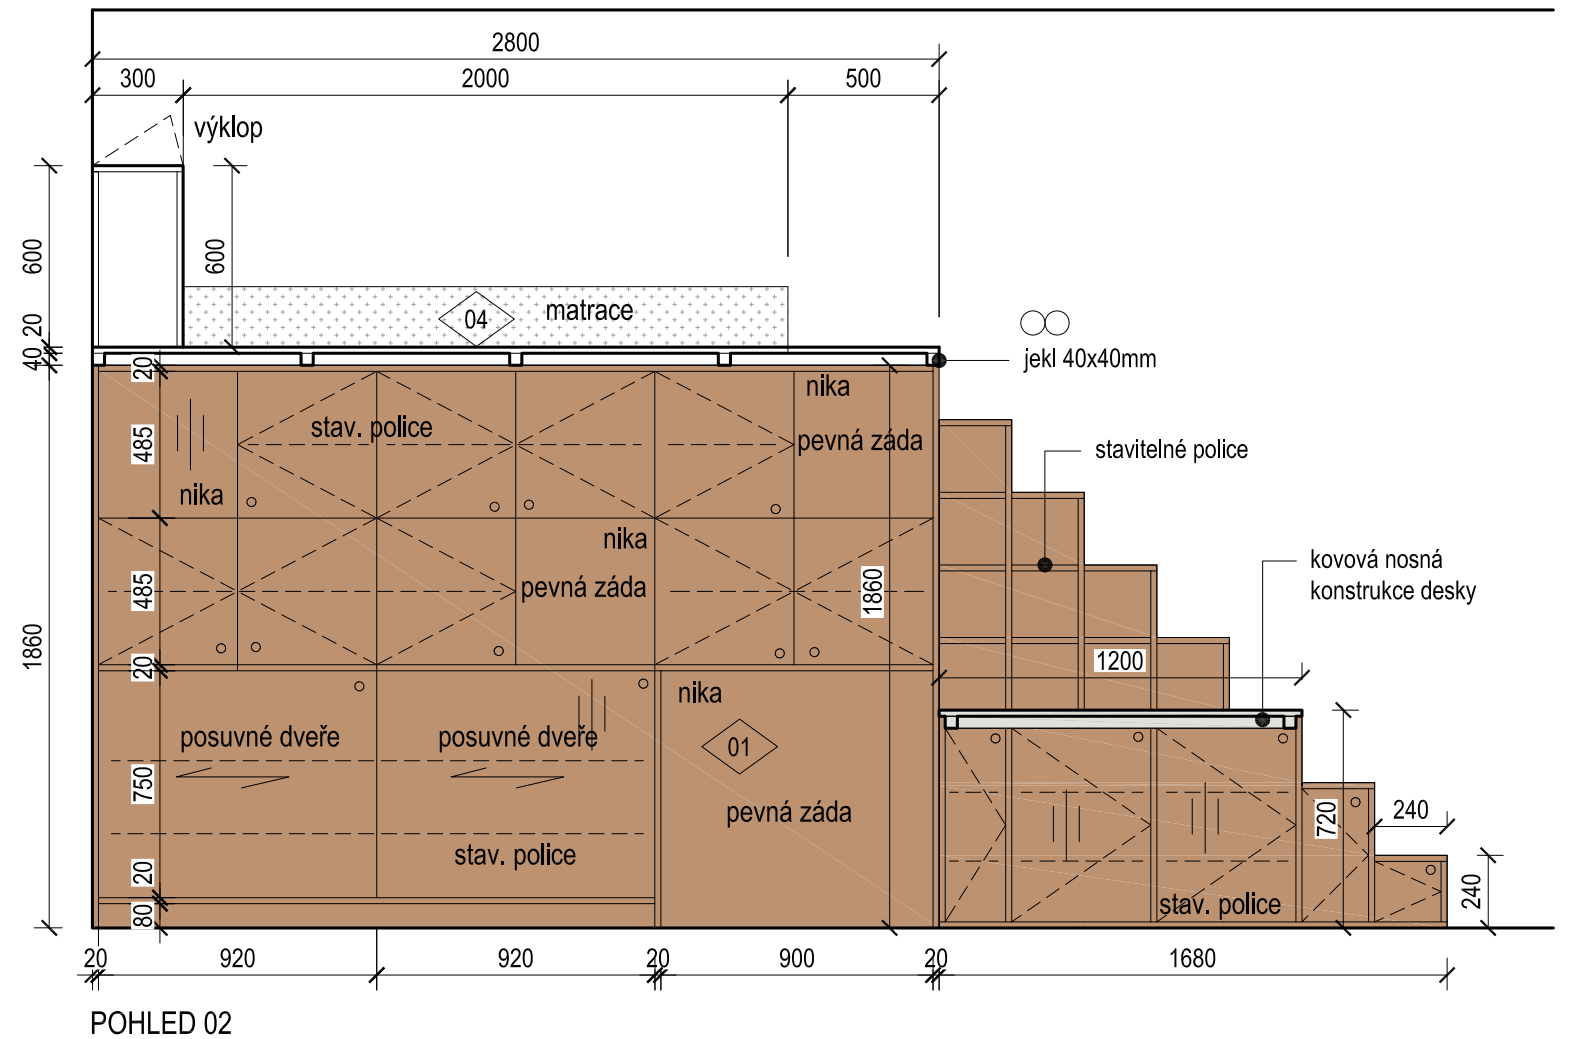 2800
300
2000
500
výklop
600
600
04
matrace
20
40
jekl 40x40mm
20
nika
stav. police
pevná záda
485
stavitelné police
nika
nika
kovová nosná
konstrukce desky
pevná záda
485
1860
1860
20
1200
nika
posuvné dveře
posuvné dveře
01
750
pevná záda
720
240
stav. police
20
240
stav. police
80
20
920
920
20
900
20
1680
POHLED 02